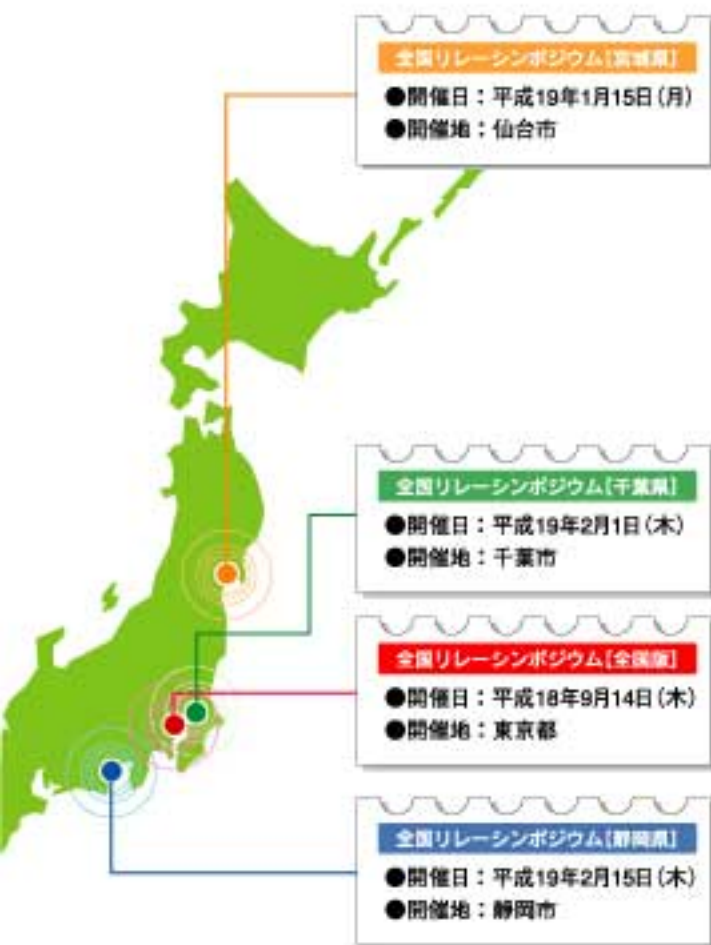 全国リレーシンポジウム[宮城県]
●開催日：平成19年1月15日(月)
●開催地：仙台市
全国リレーシンポジウム[千葉県]
●開催日：平成19年2月1日(木)
●開催地：千葉市
全国リレーシンポジウム[全国版]
●開催日：平成18年9月14日(木)
●開催地：東京都
全国リレーシンポジウム[静岡県]
●開催日：平成19年2月15日(木)
●開催地：静岡市